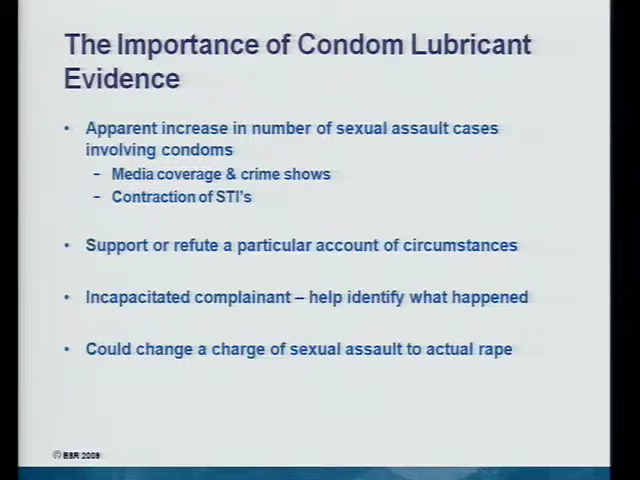 The Importance of Condom Lubricant
Evidence
• Apparent increase in number of sexual assault cases
involving condoms
– Media coverage & crime shows
– Contraction of STI's
• Support or refute a particular account of circumstances
• Incapacitated complainant – help identify what happened
• Could change a charge of sexual assault to actual rape
© ESR 2009